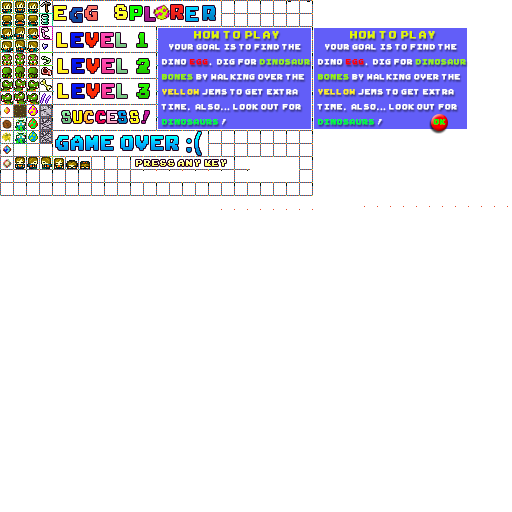 EGG SPLORER
LEVEL 1
LEVEL 2
LEVEL 3
SUCCESS!
GAME OVER :(
PRESS ANY KEY
HOW TO PLAY
YOUR GOAL IS TO FIND THE
DINO EGG. DIG FOR DINOSAUR
BONES BY WALKING OVER THE
YELLOW JEMS TO GET EXTRA
TIME. ALSO... LOOK OUT FOR
DINOSAURS !
HOW TO PLAY
YOUR GOAL IS TO FIND THE
DINO EGG. DIG FOR DINOSAUR
BONES BY WALKING OVER THE
YELLOW JEMS TO GET EXTRA
TIME. ALSO... LOOK OUT FOR
DINOSAURS !
OK